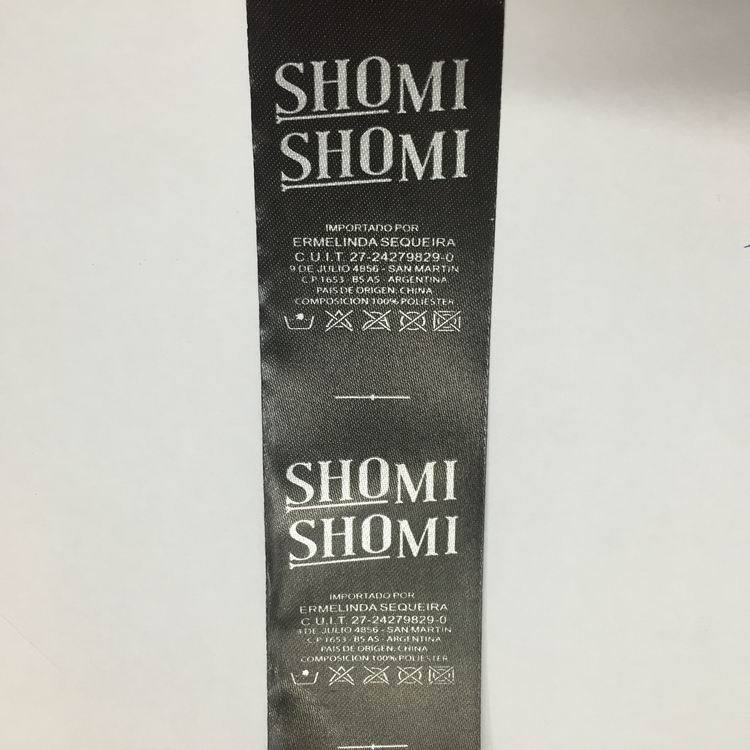 SHOMI
SHOMI
IMPORTADO POR
ERMELINDA SEQUEIRA
C.U.I.T. 27-24279829-0
9 DE JULIO 4856 - SAN MARTIN
C.P 1653 - BS AS - ARGENTINA
PAIS DE ORIGEN: CHINA
COMPOSICION 100% POLIESTER
SHOMI
SHOMI
IMPORTADO POR
ERMELINDA SEQUEIRA
C.U.I.T. 27-24279829-0
9 DE JULIO 4856 - SAN MARTIN
C.P 1653 - BS AS - ARGENTINA
PAIS DE ORIGEN: CHINA
COMPOSICION 100% POLIESTER